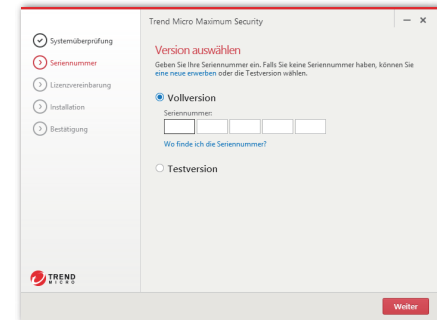 Trend Micro Maximum Security
Systemüberprüfung
Seriennummer
Lizenzvereinbarung
Installation
Bestätigung
Version auswählen
Geben Sie Ihre Seriennummer ein. Falls Sie keine Seriennummer haben, können Sie
eine neue erwerben oder die Testversion wählen.
Vollversion
Seriennummer:
Wo finde ich die Seriennummer?
Testversion
TREND
MICRO
Weiter